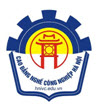 CAO ĐẲNG NGHỀ CÔNG NGHIỆP HÀ NỘI
hnivc.edu.vn